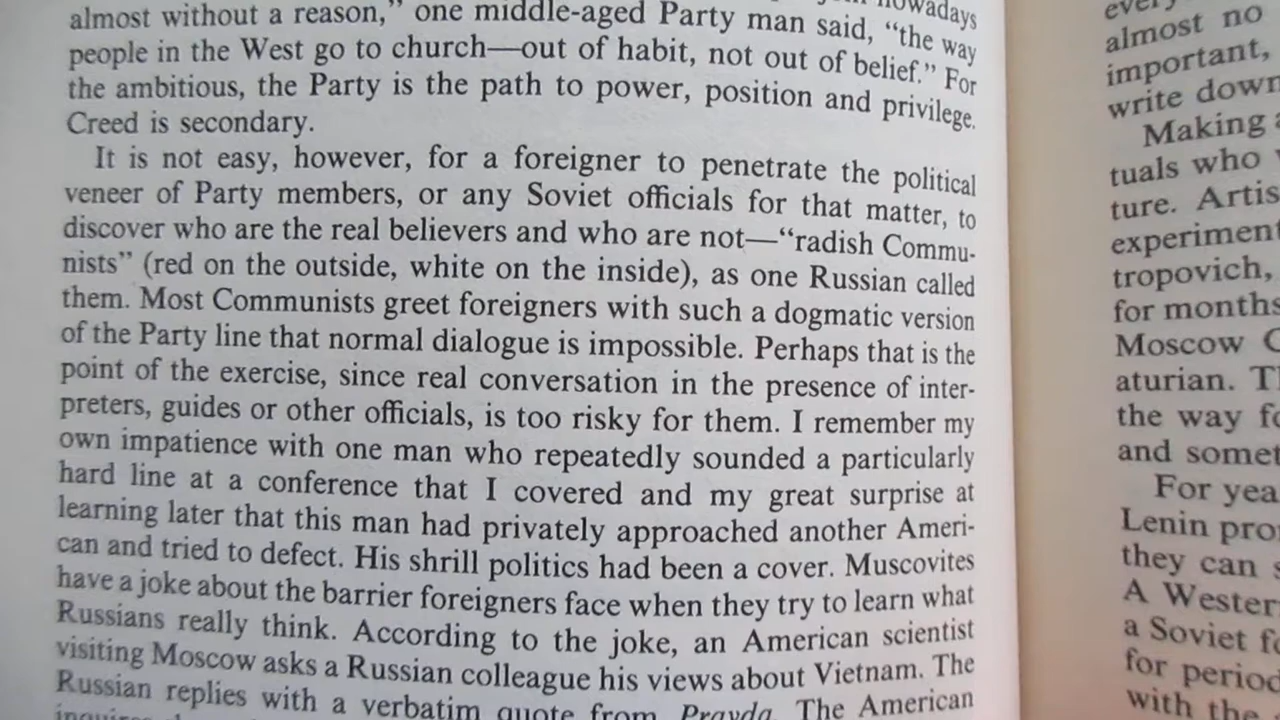 nowadays
almost without a reason," one middle-aged Party man said, "the way
people in the West go to church—out of habit, not out of belief." For
the ambitious, the Party is the path to power, position and privilege.
Creed is secondary.
It is not easy, however, for a foreigner to penetrate the political
veneer of Party members, or any Soviet officials for that matter, to
discover who are the real believers and who are not—"radish Commu-
nists" (red on the outside, white on the inside), as one Russian called
them. Most Communists greet foreigners with such a dogmatic version
of the Party line that normal dialogue is impossible. Perhaps that is the
point of the exercise, since real conversation in the presence of inter-
preters, guides or other officials, is too risky for them. I remember my
own impatience with one man who repeatedly sounded a particularly
hard line at a conference that I covered and my great surprise at
learning later that this man had privately approached another Ameri-
can and tried to defect. His shrill politics had been a cover. Muscovites
have a joke about the barrier foreigners face when they try to learn what
Russians really think. According to the joke, an American scientist
visiting Moscow asks a Russian colleague his views about Vietnam. The
Russian replies with a verbatim quote from Pravda. The American
almost no
important,
write down
Making
tuals who
ture. Artis
experiment
tropovich,
for months
Moscow
aturian.
the way
and somet
For yea
Lenin
they can
A Wester
a Soviet
for period
with the